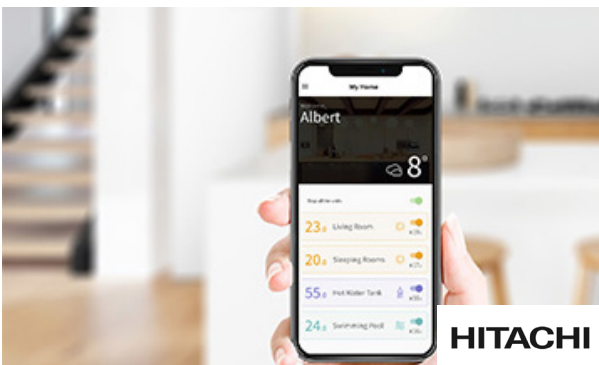 My Home
Albert
8°
23.0 Living Room
20.0 Sleeping Rooms
55.0 Hot Water Tank
24.0 Swimming Pool
HITACHI